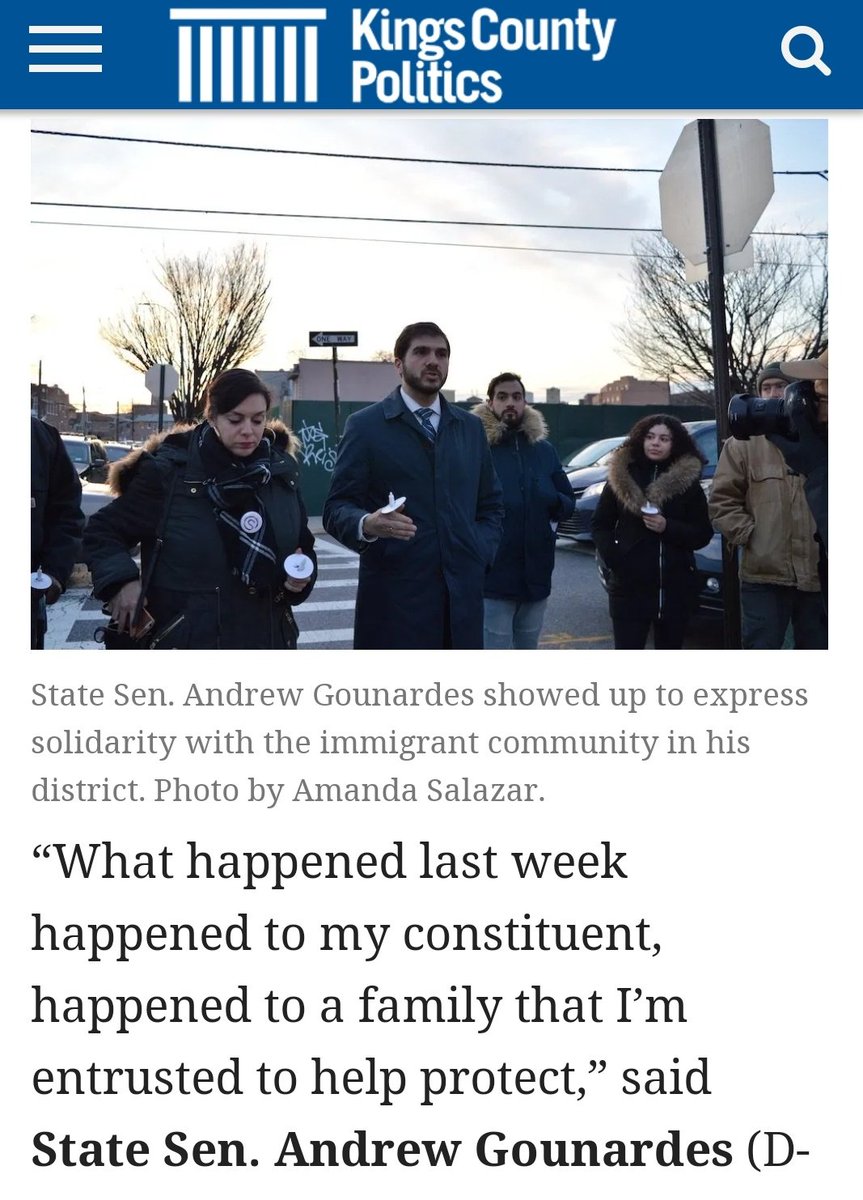 Kings County
Politics
ONE WAY
State Sen. Andrew Gounardes showed up to express
solidarity with the immigrant community in his
district. Photo by Amanda Salazar.
“What happened last week
happened to my constituent,
happened to a family that I’m
entrusted to help protect,” said
State Sen. Andrew Gounardes (D-